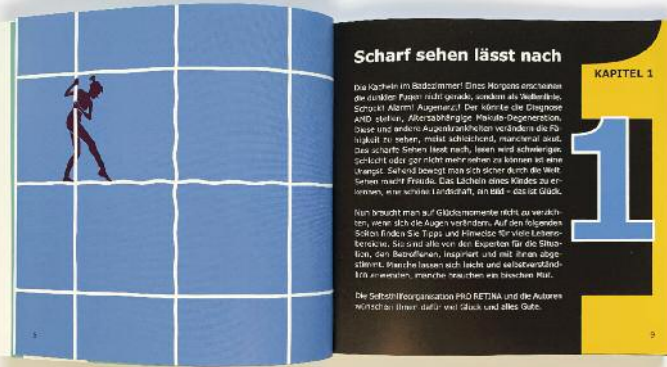 Scharf sehen lässt nach
KAPITEL 1
1
Die Kacheln im Badezimmer! Eines Morgens erscheinen
die dunklen Fugen nicht gerade, sondern als Wellenlinie.
Schock! Alarm! Augenarzt! Der könnte die Diagnose
AMD stellen, Altersabhängige Makula-Degeneration.
Diese und andere Augenkrankheiten verändern die Fä-
higkeit zu sehen, meist schleichend, manchmal akut.
Das scharfe Sehen lässt nach, lesen wird schwieriger.
Schlecht oder gar nicht mehr sehen zu können ist eine
Urangst. Sehend bewegt man sich sicher durch die Welt.
Sehen macht Freude. Das Lächeln eines Kindes zu er-
kennen, eine schöne Landschaft, ein Bild – das ist Glück.
Nun braucht man auf Glücksmomente nicht zu verzich-
ten, wenn sich die Augen verändern. Auf den folgenden
Seiten finden Sie Tipps und Hinweise für viele Lebens-
bereiche. Sie sind alle von den Experten für die Situa-
tion, den Betroffenen, inspiriert und mit ihnen abge-
stimmt. Manche lassen sich leicht und selbstverständ-
lich anwenden, manche brauchen ein bisschen Mut.
Die Selbsthilfeorganisation PRO RETINA und die Autoren
wünschen Ihnen dafür viel Glück und alles Gute.
9